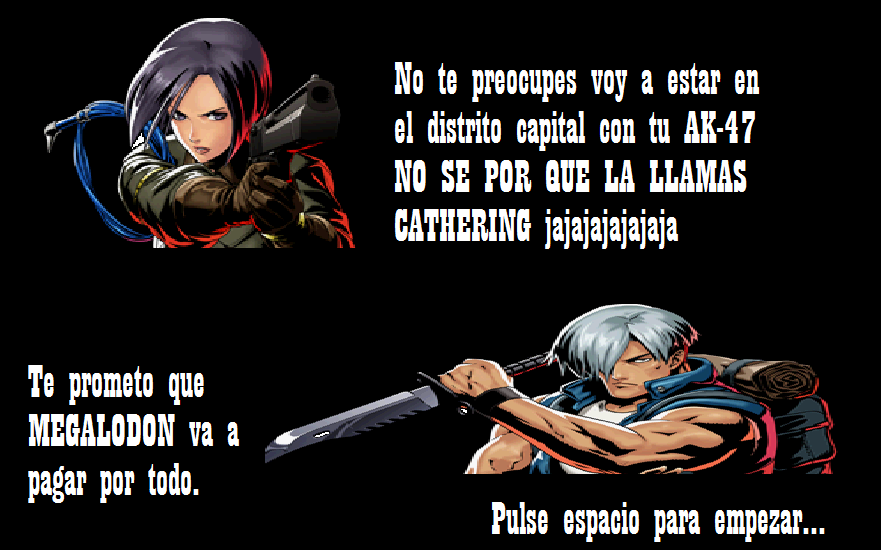 No te preocupes voy a estar en
el distrito capital con tu AK-47
NO SE POR QUE LA LLAMAS
CATHERING jajajajajajaja
Te prometo que
MEGALODON va a
pagar por todo.
Pulse espacio para empezar...